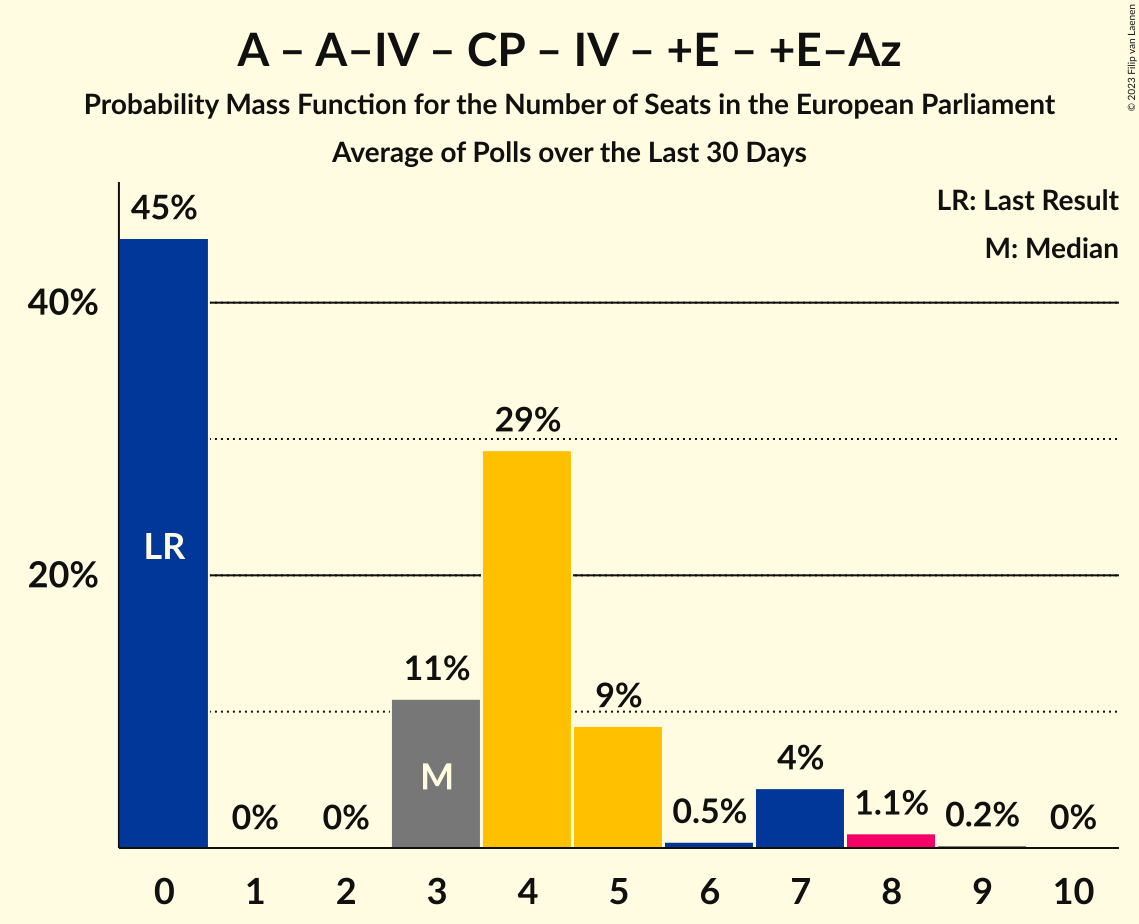 A – A–IV – CP – IV – +E – +E–Az
Probability Mass Function for the Number of Seats in the European Parliament
Average of Polls over the Last 30 Days
© 2023 Filip van Laenen
LR: Last Result
M: Median
45%
40%
29%
LR
20%
11%
9%
M
4%
0% 0% 0.5% 1.1% 0.2% 0%
0 1 2 3 4 5 6 7 8 9 10